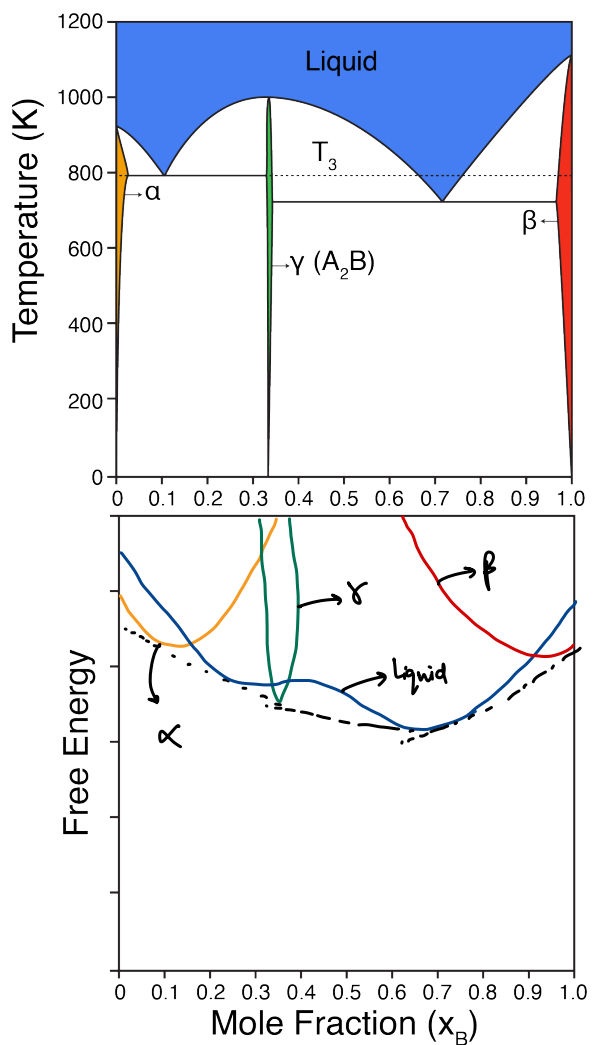 1200
1000
800
600
400
200
0
Temperature (K)
Liquid
T₃
α
β
γ (A₂B)
0 0.1 0.2 0.3 0.4 0.5 0.6 0.7 0.8 0.9 1.0
γ
β
Liquid
α
Free Energy
0 0.1 0.2 0.3 0.4 0.5 0.6 0.7 0.8 0.9 1.0
Mole Fraction (x_B)